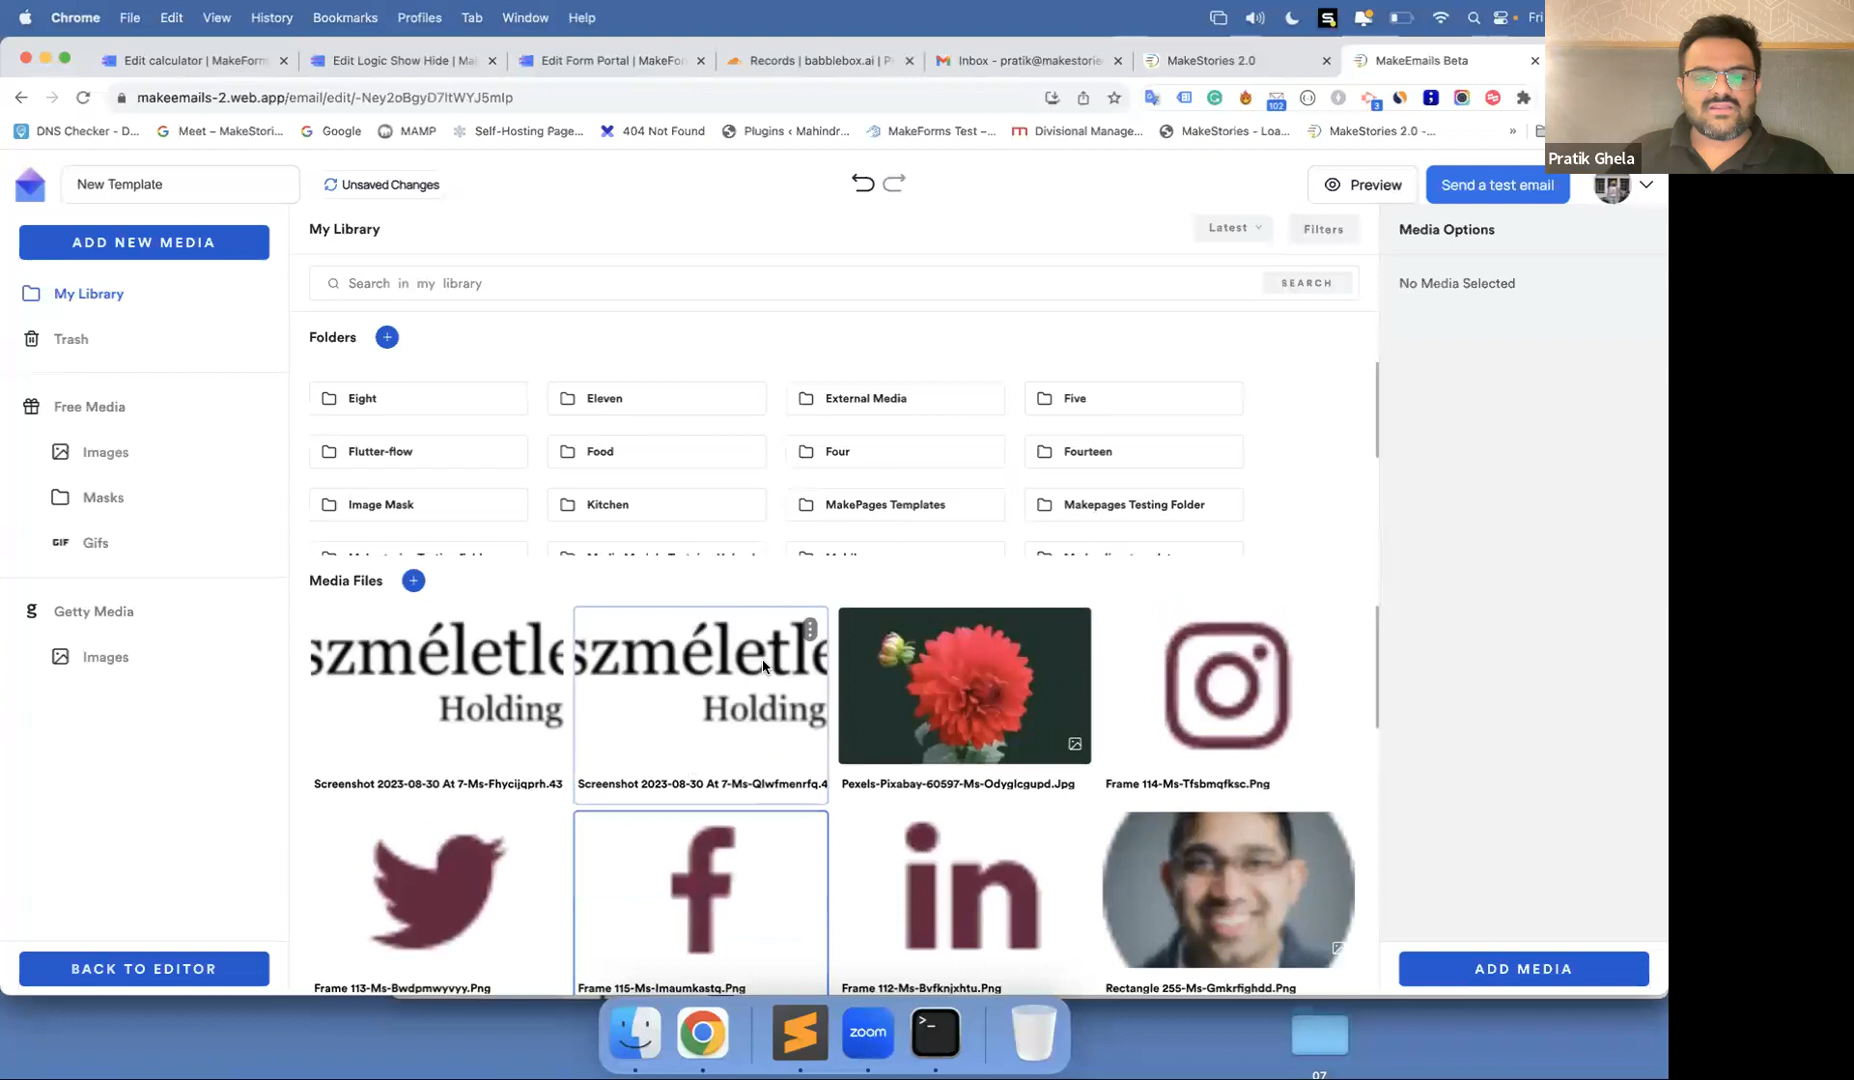 Chrome File Edit View History Bookmarks Profiles Tab Window Help
Fri
Edit calculator | MakeForm
Edit Logic Show Hide | Ma
Edit Form Portal | MakeFo
Records | babblebox.ai | P
Inbox - pratik@makestorie
MakeStories 2.0
MakeEmails Beta
makeemails-2.web.app/email/edit/-Ney2oBgyD7ltWYJ5mIp
102
3
DNS Checker - D...
Meet – MakeStori...
Google
MAMP
Self-Hosting Page...
404 Not Found
Plugins ‹ Mahindr...
MakeForms Test –...
Divisional Manage...
MakeStories - Loa...
MakeStories 2.0 -...
»
Pratik Ghela
New Template
Unsaved Changes
Preview
Send a test email
ADD NEW MEDIA
My Library
Trash
Free Media
Images
Masks
GIF Gifs
g Getty Media
Images
BACK TO EDITOR
My Library
Latest
Filters
Search in my library
SEARCH
Folders
Eight
Eleven
External Media
Five
Flutter-flow
Food
Four
Fourteen
Image Mask
Kitchen
MakePages Templates
Makepages Testing Folder
Media Files
szméletle
Holding
szméletle
Holding
Screenshot 2023-08-30 At 7-Ms-Fhycijqprh.43
Screenshot 2023-08-30 At 7-Ms-Qlwfmenrfq.4
Pexels-Pixabay-60597-Ms-Odyglcgupd.Jpg
Frame 114-Ms-Tfsbmqfksc.Png
Frame 113-Ms-Bwdpmwyvyy.Png
Frame 115-Ms-Imaumkastq.Png
Frame 112-Ms-Bvfknjxhtu.Png
Rectangle 255-Ms-Gmkrfighdd.Png
Media Options
No Media Selected
ADD MEDIA
zoom
07